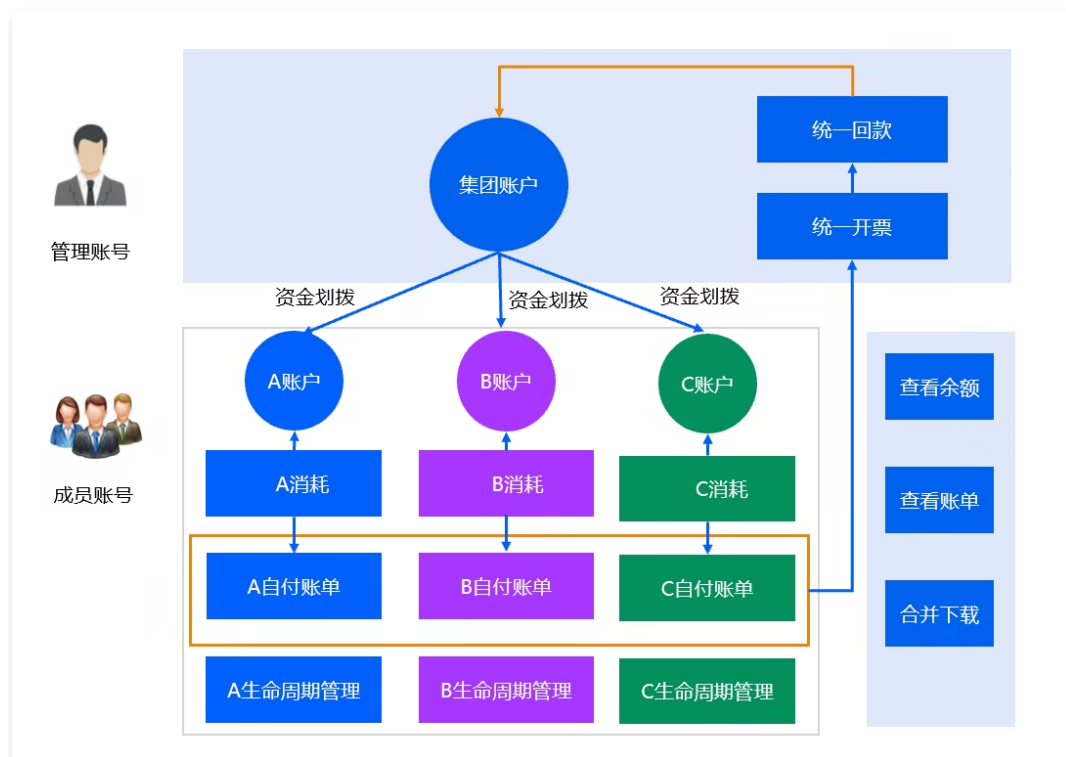 统一回款
集团账户
统一开票
管理账号
资金划拨
资金划拨
资金划拨
A账户
B账户
C账户
查看余额
成员账号
A消耗
B消耗
C消耗
查看账单
A自付账单
B自付账单
C自付账单
合并下载
A生命周期管理
B生命周期管理
C生命周期管理